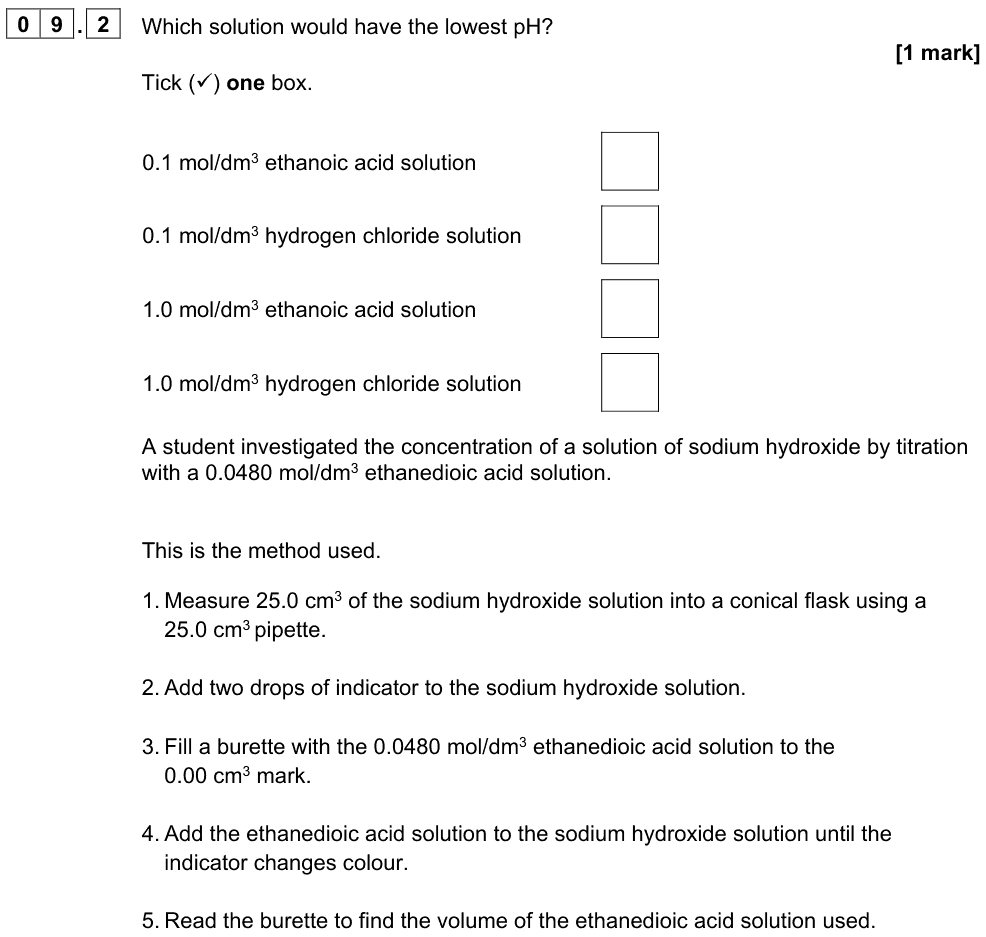 09.2 Which solution would have the lowest pH?
[1 mark]
Tick (✓) one box.
0.1 mol/dm³ ethanoic acid solution
0.1 mol/dm³ hydrogen chloride solution
1.0 mol/dm³ ethanoic acid solution
1.0 mol/dm³ hydrogen chloride solution
A student investigated the concentration of a solution of sodium hydroxide by titration
with a 0.0480 mol/dm³ ethanedioic acid solution.
This is the method used.
1. Measure 25.0 cm³ of the sodium hydroxide solution into a conical flask using a
25.0 cm³ pipette.
2. Add two drops of indicator to the sodium hydroxide solution.
3. Fill a burette with the 0.0480 mol/dm³ ethanedioic acid solution to the
0.00 cm³ mark.
4. Add the ethanedioic acid solution to the sodium hydroxide solution until the
indicator changes colour.
5. Read the burette to find the volume of the ethanedioic acid solution used.